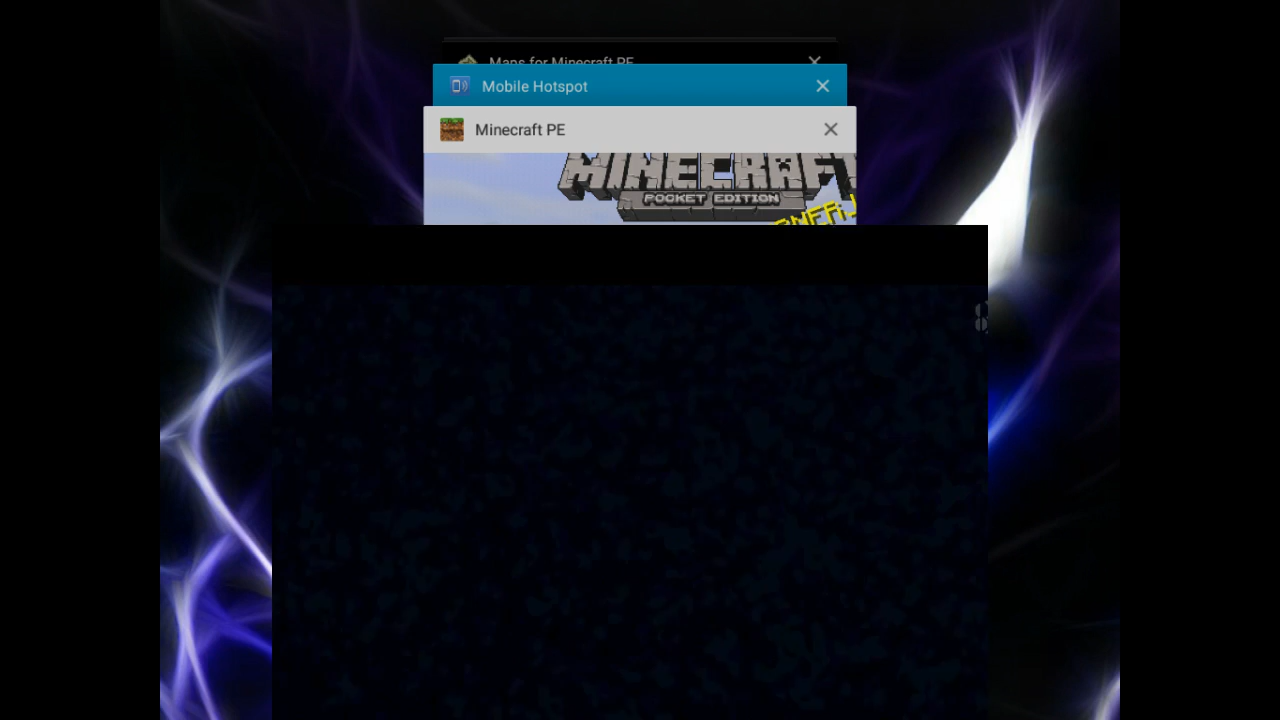 Maps for Minecraft PE
Mobile Hotspot
Minecraft PE
MINECRAFT
POCKET EDITION